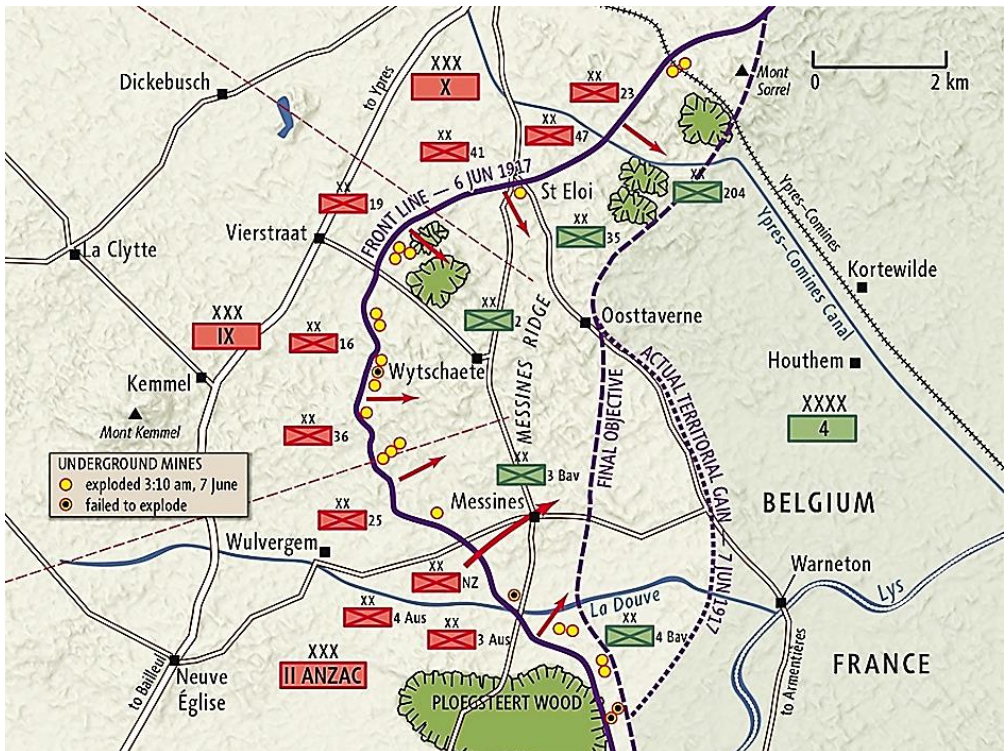 Dickebusch
to Ypres
XXX
X
XX
23
Mont
Sorrel
0 2 km
XX
41
XX
47
FRONT LINE — 6 JUN 1917
XX
19
St Eloi
XX
204
XX
35
Ypres–Comines
Ypres–Comines Canal
La Clytte
Vierstraat
Kortewilde
XX
2
Oosttaverne
XXX
IX
XX
16
Wytschaete
MESSINES RIDGE
Houthem
Kemmel
Mont Kemmel
FINAL OBJECTIVE
ACTUAL TERRITORIAL GAIN — 7 JUN 1917
XXXX
4
XX
36
UNDERGROUND MINES
exploded 3:10 am, 7 June
failed to explode
XX
3 Bav
Messines
BELGIUM
XX
25
Wulvergem
Warneton
Lys
XX
NZ
La Douve
XX
4 Aus
XX
3 Aus
XX
4 Bav
XXX
II ANZAC
to Bailleul
Neuve
Église
PLOEGSTEERT WOOD
to Armentières
FRANCE